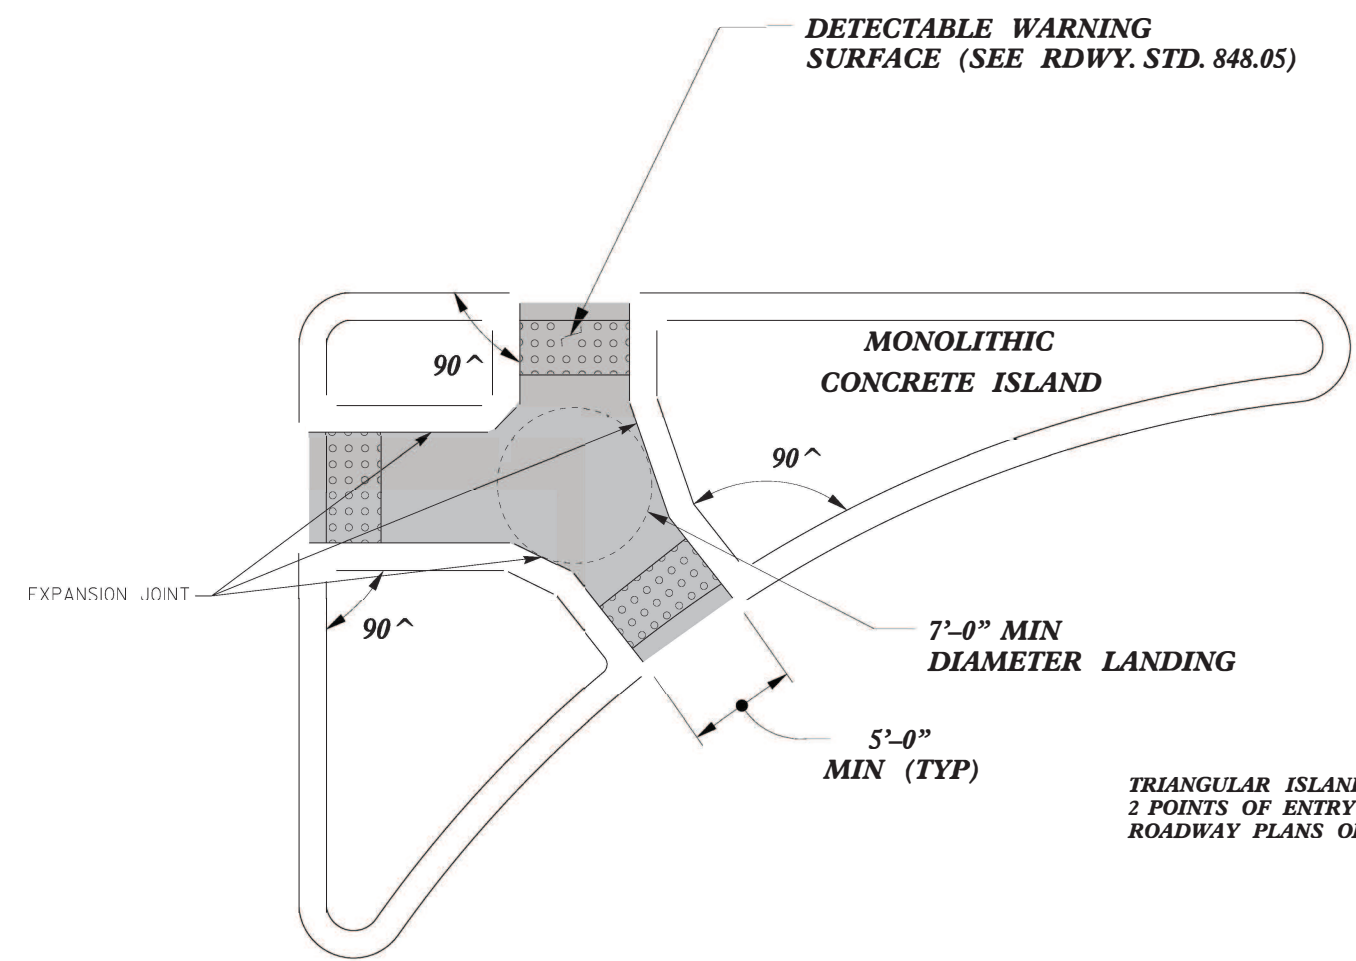 DETECTABLE WARNING
SURFACE (SEE RDWY. STD. 848.05)
90^
MONOLITHIC
CONCRETE ISLAND
90^
EXPANSION JOINT
90^
7’–0” MIN
DIAMETER LANDING
5’–0”
MIN (TYP)
TRIANGULAR
2 POINTS OF ENTRY
ROADWAY PLANS